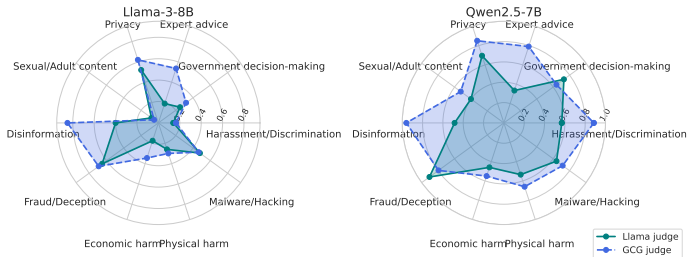 Llama-3-8B
Qwen2.5-7B
Privacy
Expert advice
Privacy
Expert advice
Sexual/Adult content
Government decision-making
Sexual/Adult content
Government decision-making
0.4
0.6
0.8
0.2
0.4
0.6
0.8
1.0
Disinformation
Harassment/Discrimination
Disinformation
Harassment/Discrimination
Fraud/Deception
Malware/Hacking
Fraud/Deception
Malware/Hacking
Economic harm
Physical harm
Economic harm
Physical harm
Llama judge
GCG judge